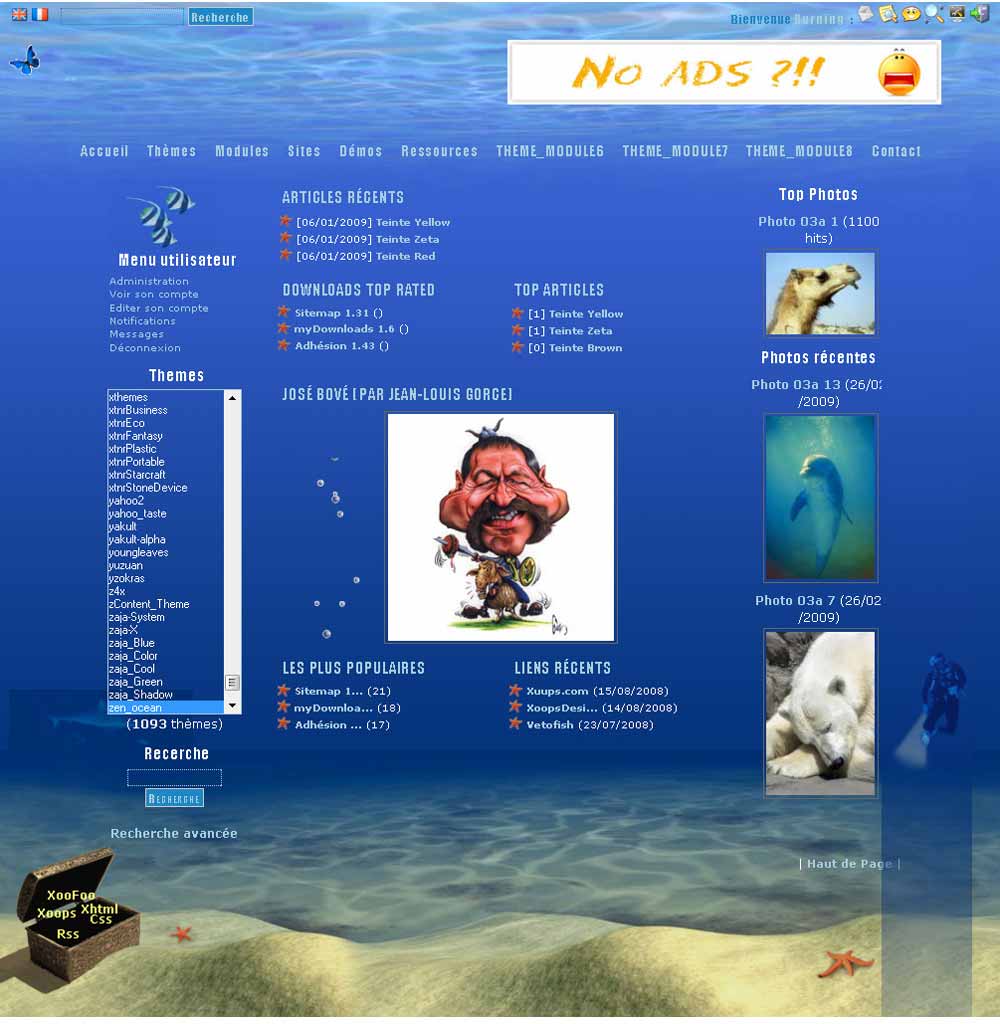 Recherche
Bienvenue Burning :
No ADS ?!!
Accueil Thèmes Modules Sites Démos Ressources THEME_MODULE6 THEME_MODULE7 THEME_MODULE8 Contact
Menu utilisateur
Administration
Voir son compte
Editer son compte
Notifications
Messages
Déconnexion
Themes
xthemes
xtnrBusiness
xtnrEco
xtnrFantasy
xtnrPlastic
xtnrPortable
xtnrStarcraft
xtnrStoneDevice
yahoo2
yahoo_taste
yakult
yakult-alpha
youngleaves
yuzuan
yzokras
z4x
zContent_Theme
zaja-System
zaja-X
zaja_Blue
zaja_Color
zaja_Cool
zaja_Green
zaja_Shadow
zen_ocean
(1093 thèmes)
Recerche
Recherche
Recherche avancée
ARTICLES RÉCENTS
[06/01/2009] Teinte Yellow
[06/01/2009] Teinte Zeta
[06/01/2009] Teinte Red
DOWNLOADS TOP RATED
Sitemap 1.31 ()
myDownloads 1.6 ()
Adhésion 1.43 ()
TOP ARTICLES
[1] Teinte Yellow
[1] Teinte Zeta
[0] Teinte Brown
JOSÉ BOVÉ [PAR JEAN-LOUIS GORCE]
LES PLUS POPULAIRES
Sitemap 1... (21)
myDownloa... (18)
Adhésion ... (17)
LIENS RÉCENTS
Xuups.com (15/08/2008)
XoopsDesi... (14/08/2008)
Vetofish (23/07/2008)
Top Photos
Photo 03a 1 (1100
hits)
Photos récentes
Photo 03a 13 (26/02
/2009)
Photo 03a 7 (26/02
/2009)
| Haut de Page |
XooFoo
Xoops Xhtml
Css
Rss